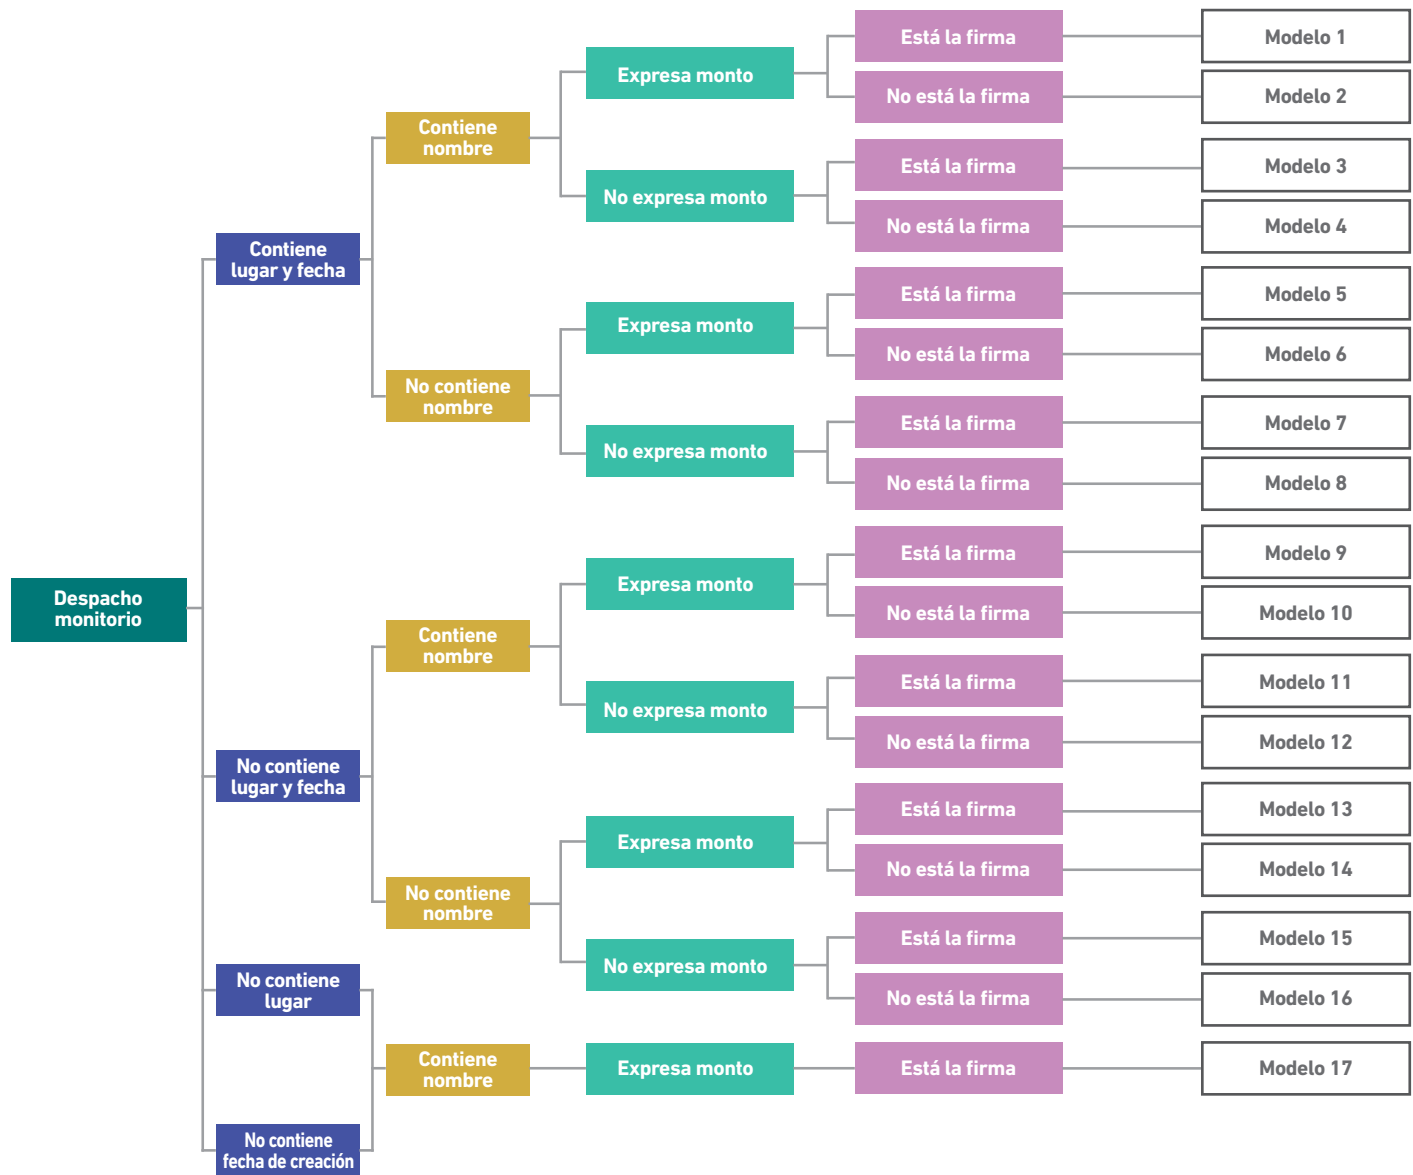 Despacho
monitorio
Contiene
lugar y fecha
Contiene
nombre
Expresa monto
Está la firma
Modelo 1
No está la firma
Modelo 2
No expresa monto
Está la firma
Modelo 3
No está la firma
Modelo 4
No contiene
nombre
Expresa monto
Está la firma
Modelo 5
No está la firma
Modelo 6
No expresa monto
Está la firma
Modelo 7
No está la firma
Modelo 8
No contiene
lugar y fecha
Contiene
nombre
Expresa monto
Está la firma
Modelo 9
No está la firma
Modelo 10
No expresa monto
Está la firma
Modelo 11
No está la firma
Modelo 12
No contiene
nombre
Expresa monto
Está la firma
Modelo 13
No está la firma
Modelo 14
No expresa monto
Está la firma
Modelo 15
No está la firma
Modelo 16
No contiene
lugar
No contiene
fecha de creación
Contiene
nombre
Expresa monto
Está la firma
Modelo 17